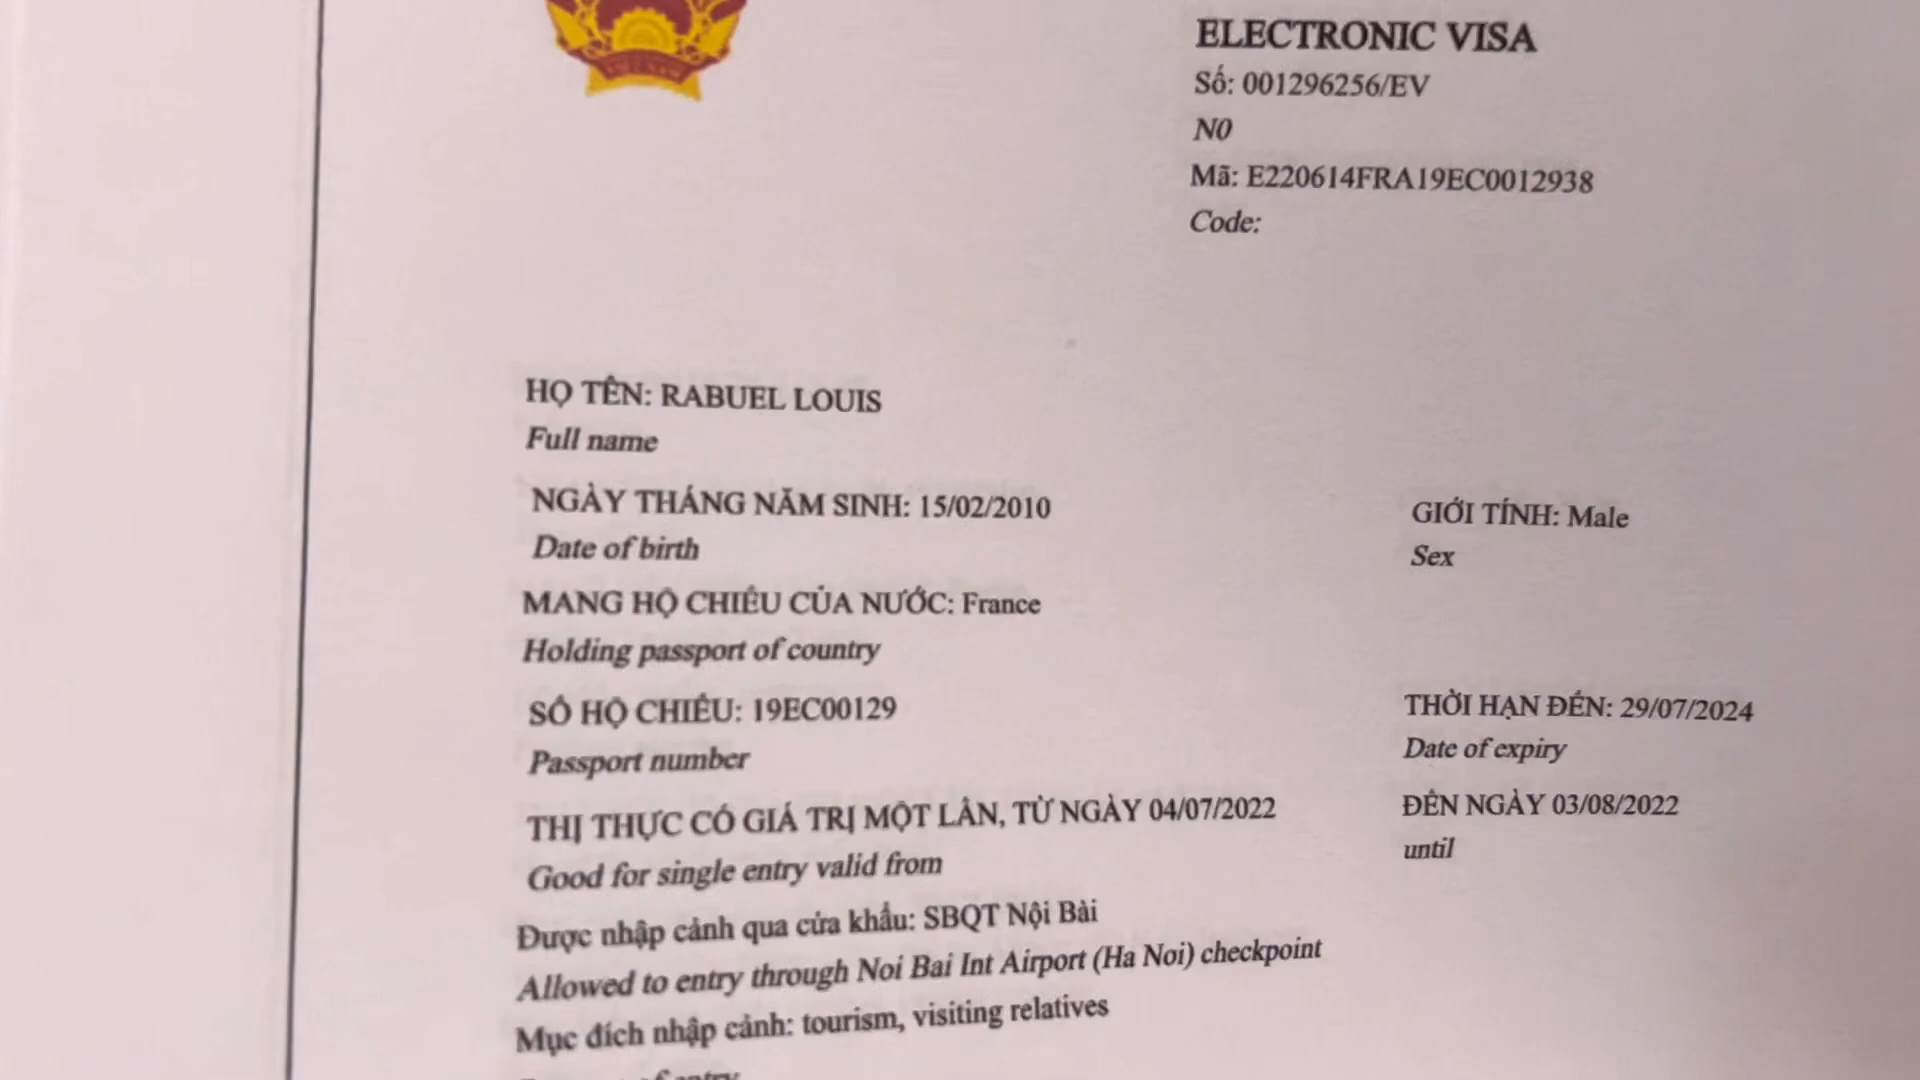 VIỆT NAM
ELECTRONIC VISA
Số: 001296256/EV
N0
Mã: E220614FRA19EC0012938
Code:
HỌ TÊN: RABUEL LOUIS
Full name
NGÀY THÁNG NĂM SINH: 15/02/2010
GIỚI TÍNH: Male
Date of birth
Sex
MANG HỘ CHIẾU CỦA NƯỚC: France
Holding passport of country
SỐ HỘ CHIẾU: 19EC00129
THỜI HẠN ĐẾN: 29/07/2024
Passport number
Date of expiry
THỊ THỰC CÓ GIÁ TRỊ MỘT LẦN, TỪ NGÀY 04/07/2022
ĐẾN NGÀY 03/08/2022
Good for single entry valid from
until
Được nhập cảnh qua cửa khẩu: SBQT Nội Bài
Allowed to entry through Noi Bai Int Airport (Ha Noi) checkpoint
Mục đích nhập cảnh: tourism, visiting relatives